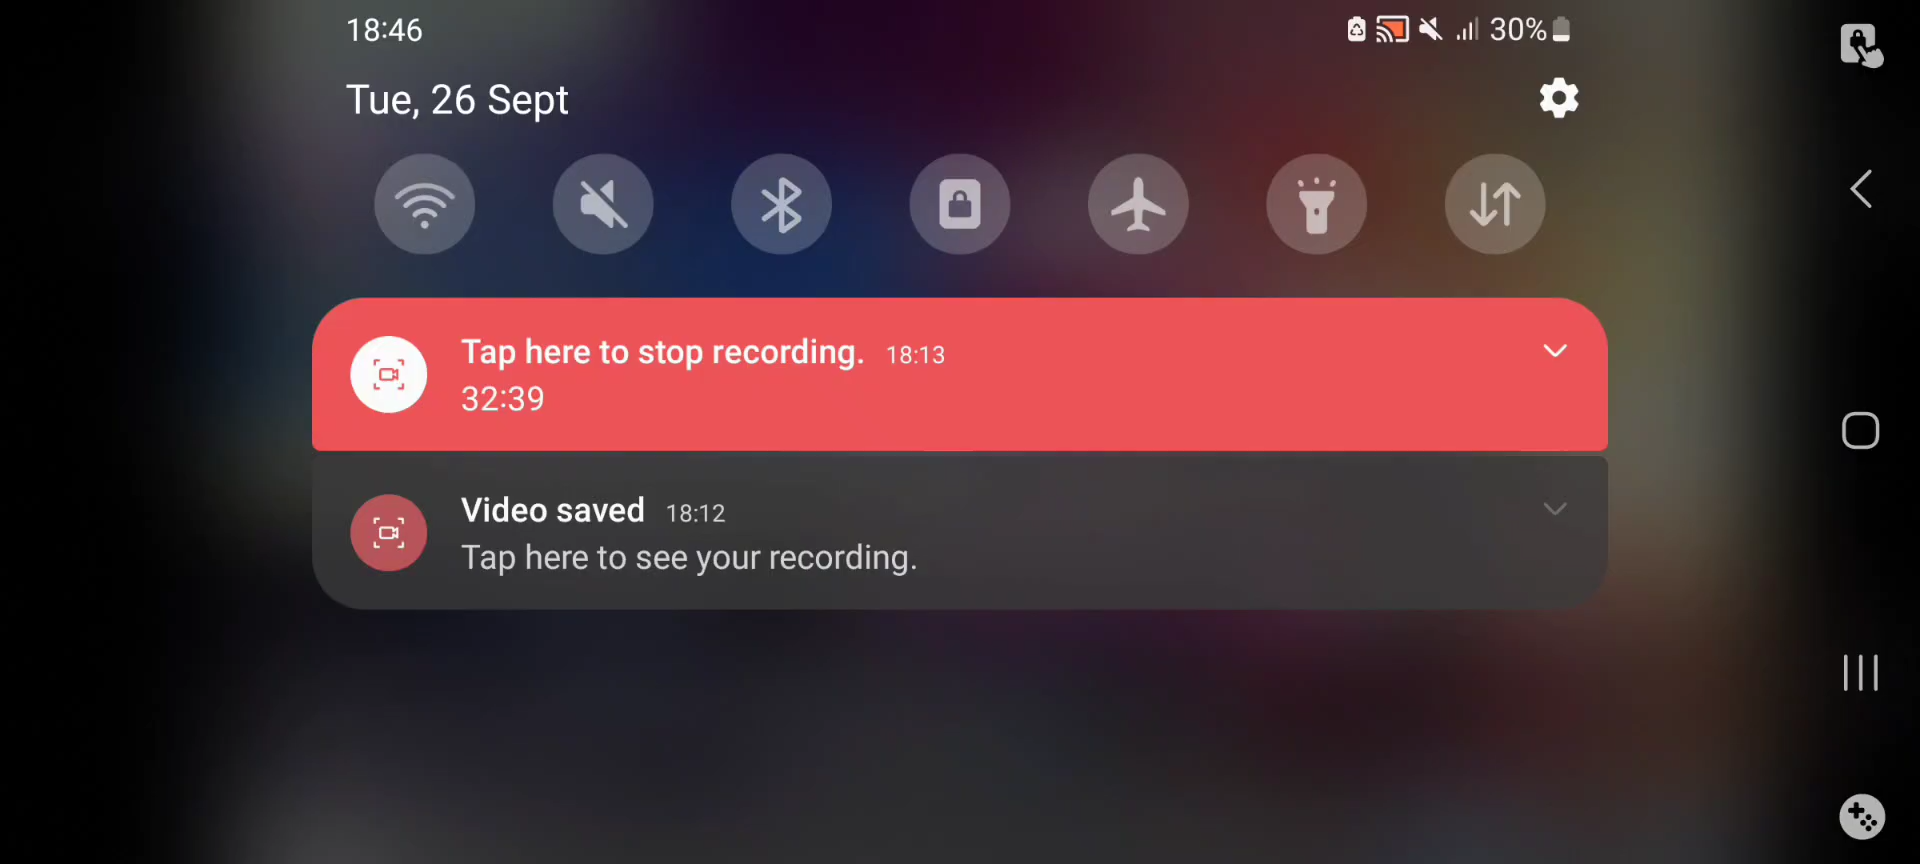 18:46
30%
Tue, 26 Sept
Tap here to stop recording. 18:13
32:39
Video saved 18:12
Tap here to see your recording.